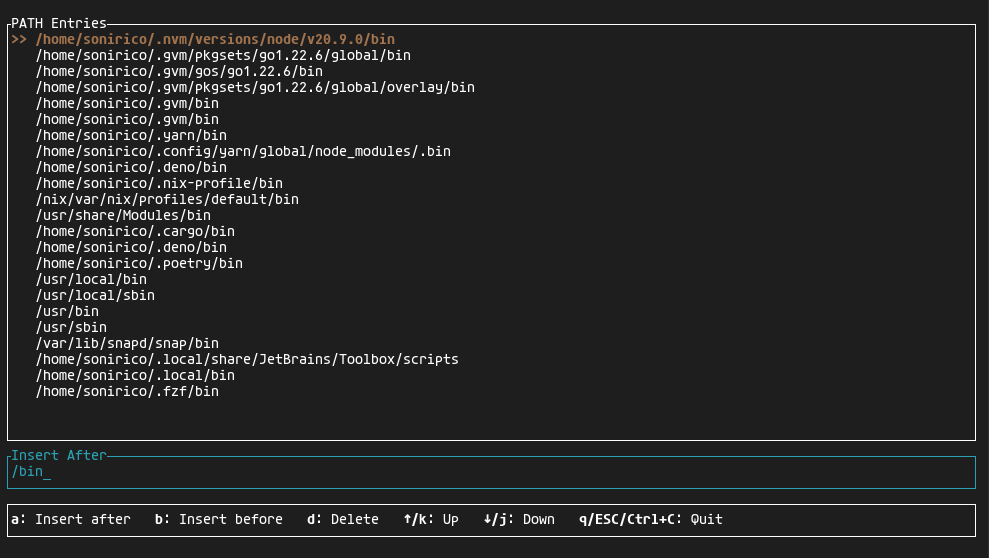 PATH Entries
>> /home/sonirico/.nvm/versions/node/v20.9.0/bin
/home/sonirico/.gvm/pkgsets/go1.22.6/global/bin
/home/sonirico/.gvm/gos/go1.22.6/bin
/home/sonirico/.gvm/pkgsets/go1.22.6/global/overlay/bin
/home/sonirico/.gvm/bin
/home/sonirico/.gvm/bin
/home/sonirico/.yarn/bin
/home/sonirico/.config/yarn/global/node_modules/.bin
/home/sonirico/.deno/bin
/home/sonirico/.nix-profile/bin
/nix/var/nix/profiles/default/bin
/usr/share/Modules/bin
/home/sonirico/.cargo/bin
/home/sonirico/.deno/bin
/home/sonirico/.poetry/bin
/usr/local/bin
/usr/local/sbin
/usr/bin
/usr/sbin
/var/lib/snapd/snap/bin
/home/sonirico/.local/share/JetBrains/Toolbox/scripts
/home/sonirico/.local/bin
/home/sonirico/.fzf/bin
Insert After
/bin_
a: Insert after   b: Insert before   d: Delete   ↑/k: Up   ↓/j: Down   q/ESC/Ctrl+C: Quit